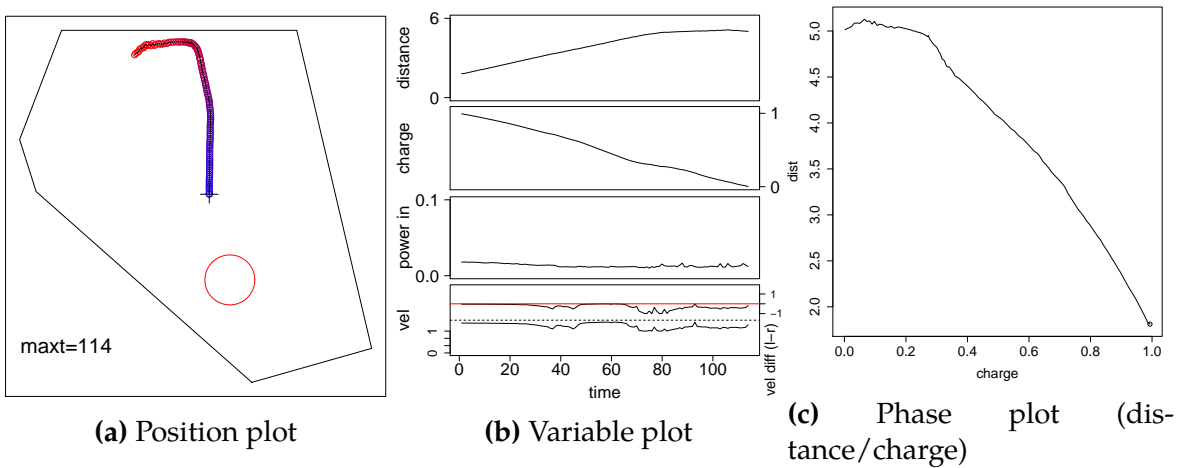 maxt=114
(a) Position plot
distance
6
0
charge
1
0
dist
power in
0.1
0.0
vel
1
0
1
-1
vel diff (l-r)
0 20 40 60 80 100
time
(b) Variable plot
5.0
4.5
4.0
3.5
3.0
2.5
2.0
0.0 0.2 0.4 0.6 0.8 1.0
charge
(c) Phase plot (dis-
tance/charge)